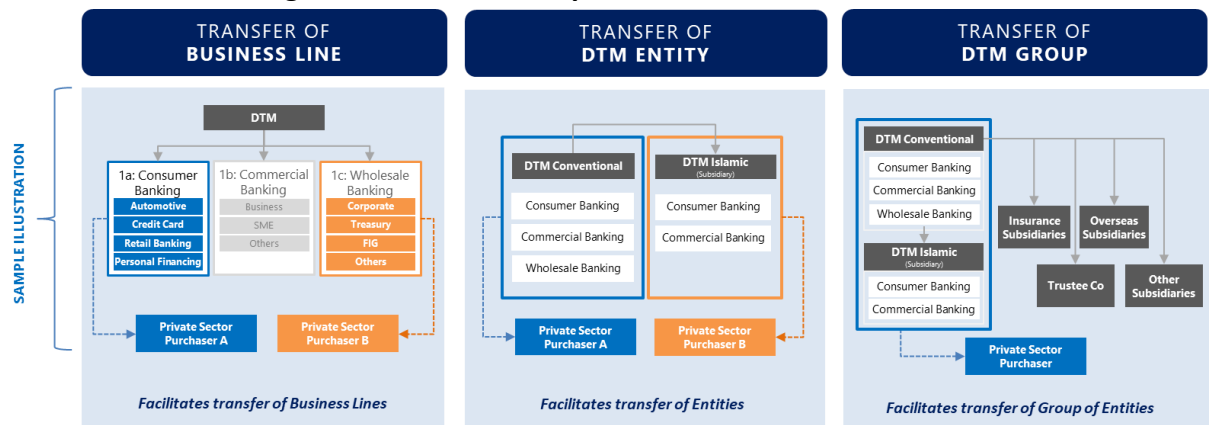 TRANSFER OF
BUSINESS LINE
TRANSFER OF
DTM ENTITY
TRANSFER OF
DTM GROUP
SAMPLE ILLUSTRATION
DTM
1a: Consumer
Banking
Automotive
Credit Card
Retail Banking
Personal Financing
1b: Commercial
Banking
Business
SME
Others
1c: Wholesale
Banking
Corporate
Treasury
FIG
Others
Private Sector
Purchaser A
Private Sector
Purchaser B
Facilitates transfer of Business Lines
DTM Conventional
Consumer Banking
Commercial Banking
Wholesale Banking
DTM Islamic
(Subsidiary)
Consumer Banking
Commercial Banking
Private Sector
Purchaser A
Private Sector
Purchaser B
Facilitates transfer of Entities
DTM Conventional
Consumer Banking
Commercial Banking
Wholesale Banking
DTM Islamic
(Subsidiary)
Consumer Banking
Commercial Banking
Insurance
Subsidiaries
Overseas
Subsidiaries
Trustee Co
Other
Subsidiaries
Private Sector
Purchaser
Facilitates transfer of Group of Entities